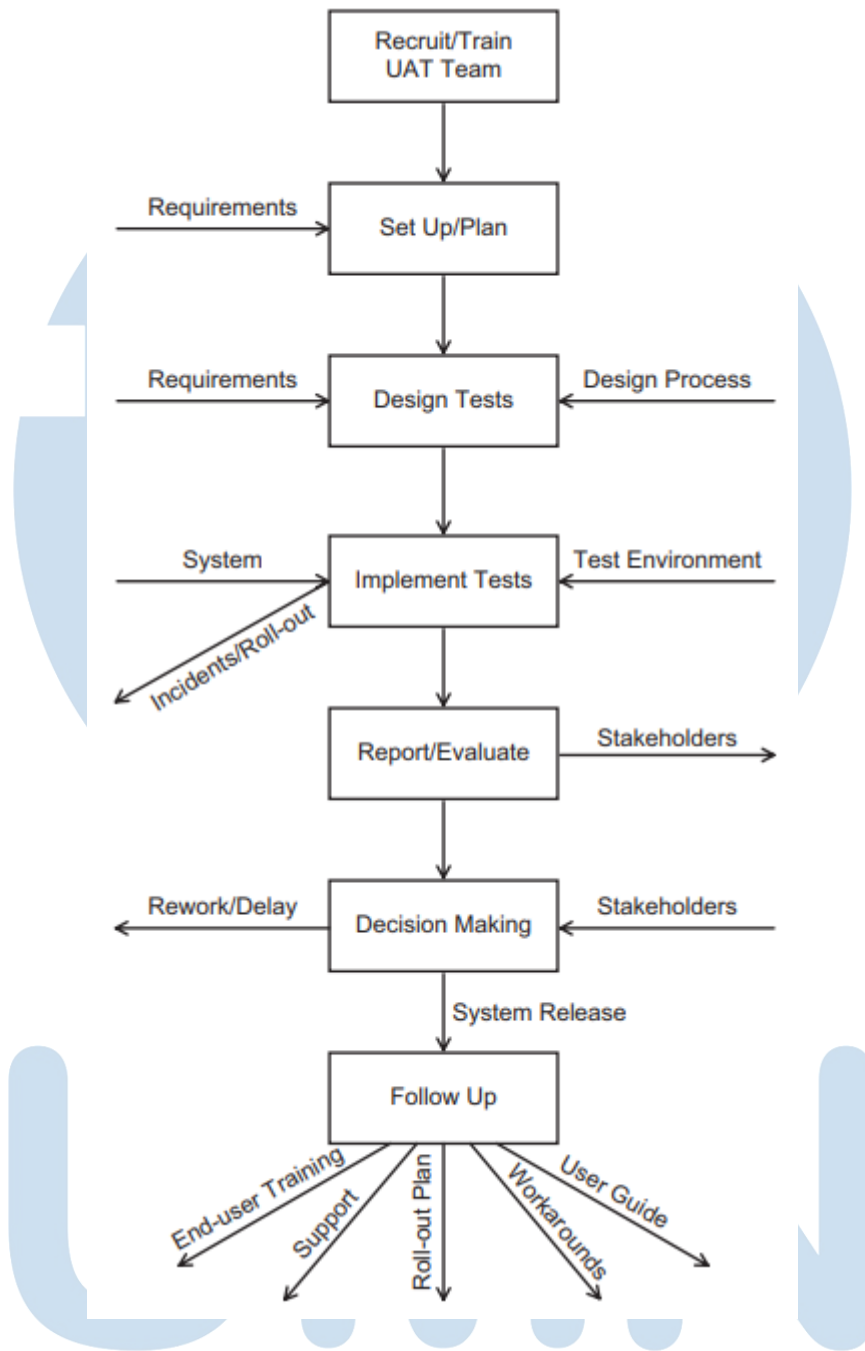 Recruit/Train
UAT Team
Requirements
Set Up/Plan
Requirements
Design Tests
Design Process
System
Implement Tests
Test Environment
Incidents/Roll-out
Report/Evaluate
Stakeholders
Rework/Delay
Decision Making
Stakeholders
System Release
Follow Up
End-user Training
Support
Roll-out Plan
Workarounds
User Guide